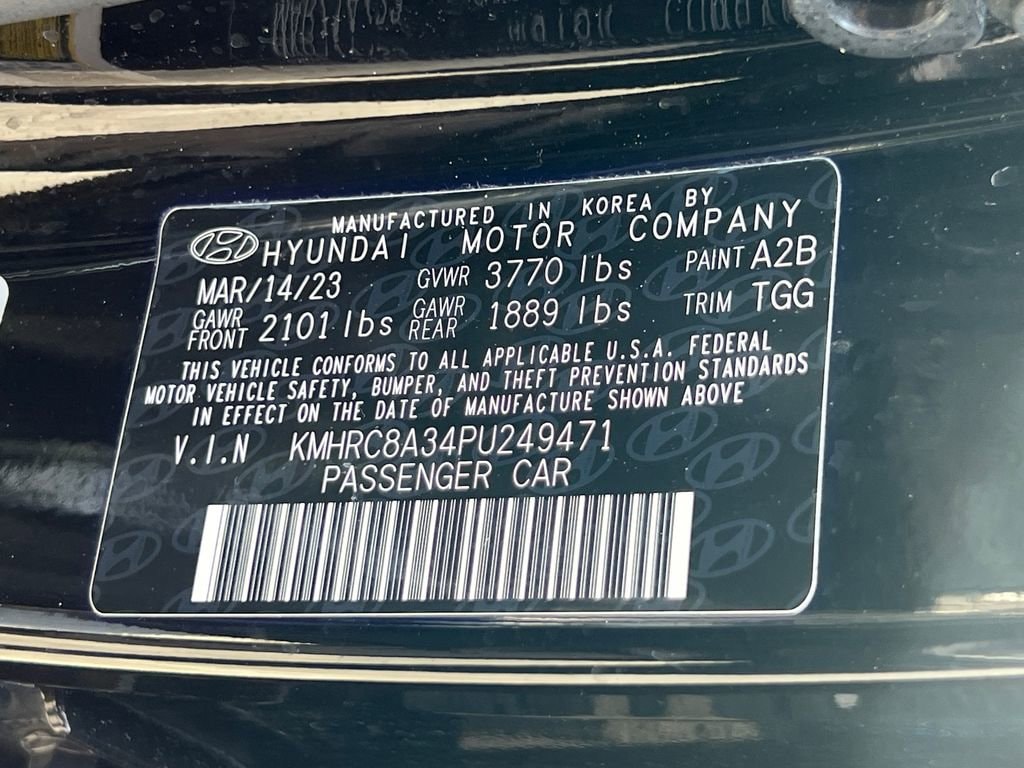 MANUFACTURED IN KOREA BY
HYUNDAI MOTOR COMPANY
MAR/14/23 GVWR 3770 lbs PAINT A2B
GAWR FRONT 2101 lbs GAWR REAR 1889 lbs TRIM TGG
THIS VEHICLE CONFORMS TO ALL APPLICABLE U.S.A. FEDERAL
MOTOR VEHICLE SAFETY, BUMPER, AND THEFT PREVENTION STANDARDS
IN EFFECT ON THE DATE OF MANUFACTURE SHOWN ABOVE
V.I.N KMHRC8A34PU249471
PASSENGER CAR